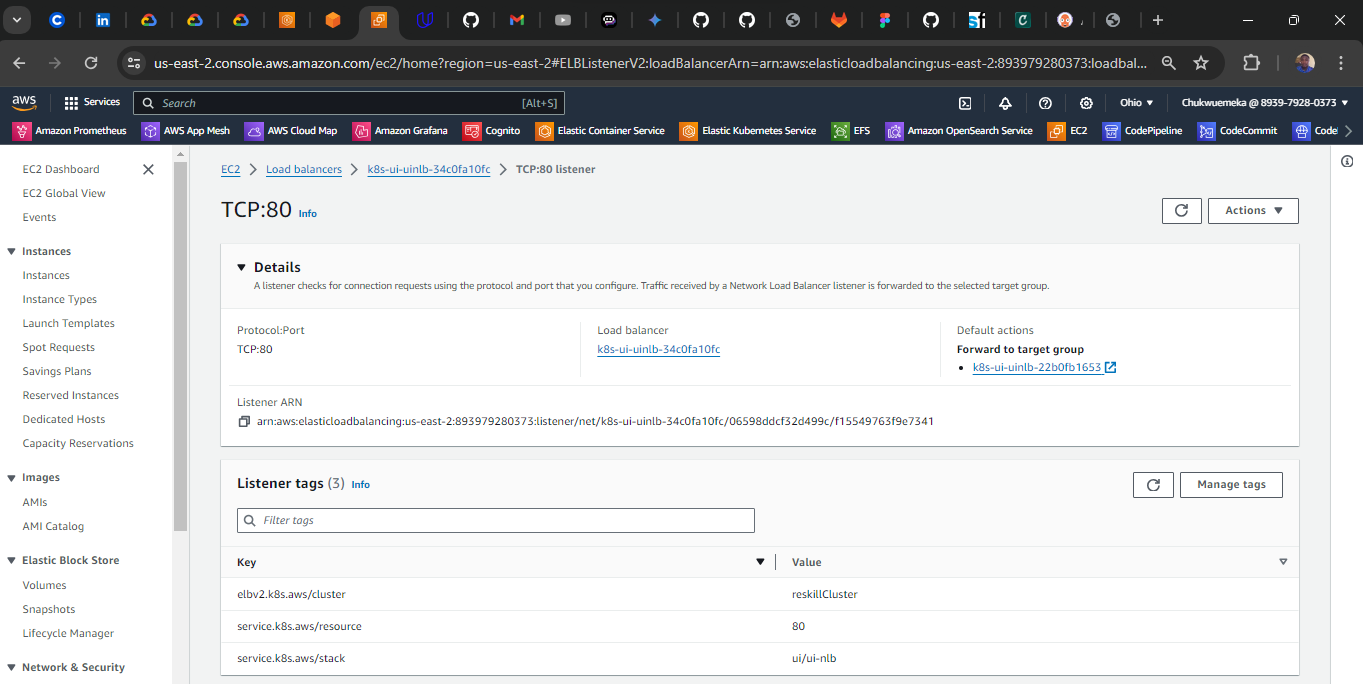 us-east-2.console.aws.amazon.com/ec2/home?region=us-east-2#ELBListenerV2:loadBalancerArn=arn:aws:elasticloadbalancing:us-east-2:893979280373:loadbal...
aws Services Search [Alt+S] Ohio Chukwuemeka @ 8939-7928-0373
Amazon Prometheus AWS App Mesh AWS Cloud Map Amazon Grafana Cognito Elastic Container Service Elastic Kubernetes Service EFS Amazon OpenSearch Service EC2 CodePipeline CodeCommit Code
EC2 Dashboard
EC2 Global View
Events
Instances
Instances
Instance Types
Launch Templates
Spot Requests
Savings Plans
Reserved Instances
Dedicated Hosts
Capacity Reservations
Images
AMIs
AMI Catalog
Elastic Block Store
Volumes
Snapshots
Lifecycle Manager
Network & Security
EC2 Load balancers k8s-ui-uinlb-34c0fa10fc TCP:80 listener
TCP:80 Info
Actions
Details
A listener checks for connection requests using the protocol and port that you configure. Traffic received by a Network Load Balancer listener is forwarded to the selected target group.
Protocol:Port
TCP:80
Load balancer
k8s-ui-uinlb-34c0fa10fc
Default actions
Forward to target group
k8s-ui-uinlb-22b0fb1653
Listener ARN
arn:aws:elasticloadbalancing:us-east-2:893979280373:listener/net/k8s-ui-uinlb-34c0fa10fc/06598ddcf32d499c/f15549763f9e7341
Listener tags (3) Info
Manage tags
Filter tags
Key Value
elbv2.k8s.aws/cluster reskillCluster
service.k8s.aws/resource 80
service.k8s.aws/stack ui/ui-nlb